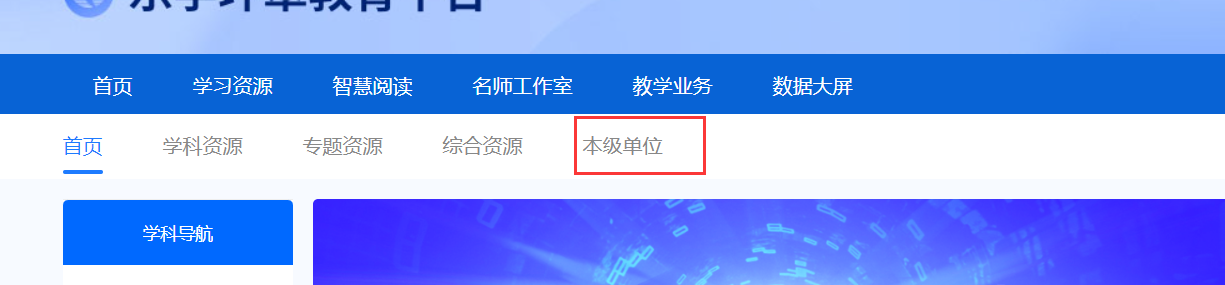 首页 学习资源 智慧阅读 名师工作室 教学业务 数据大屏
首页 学科资源 专题资源 综合资源 本级单位
学科导航